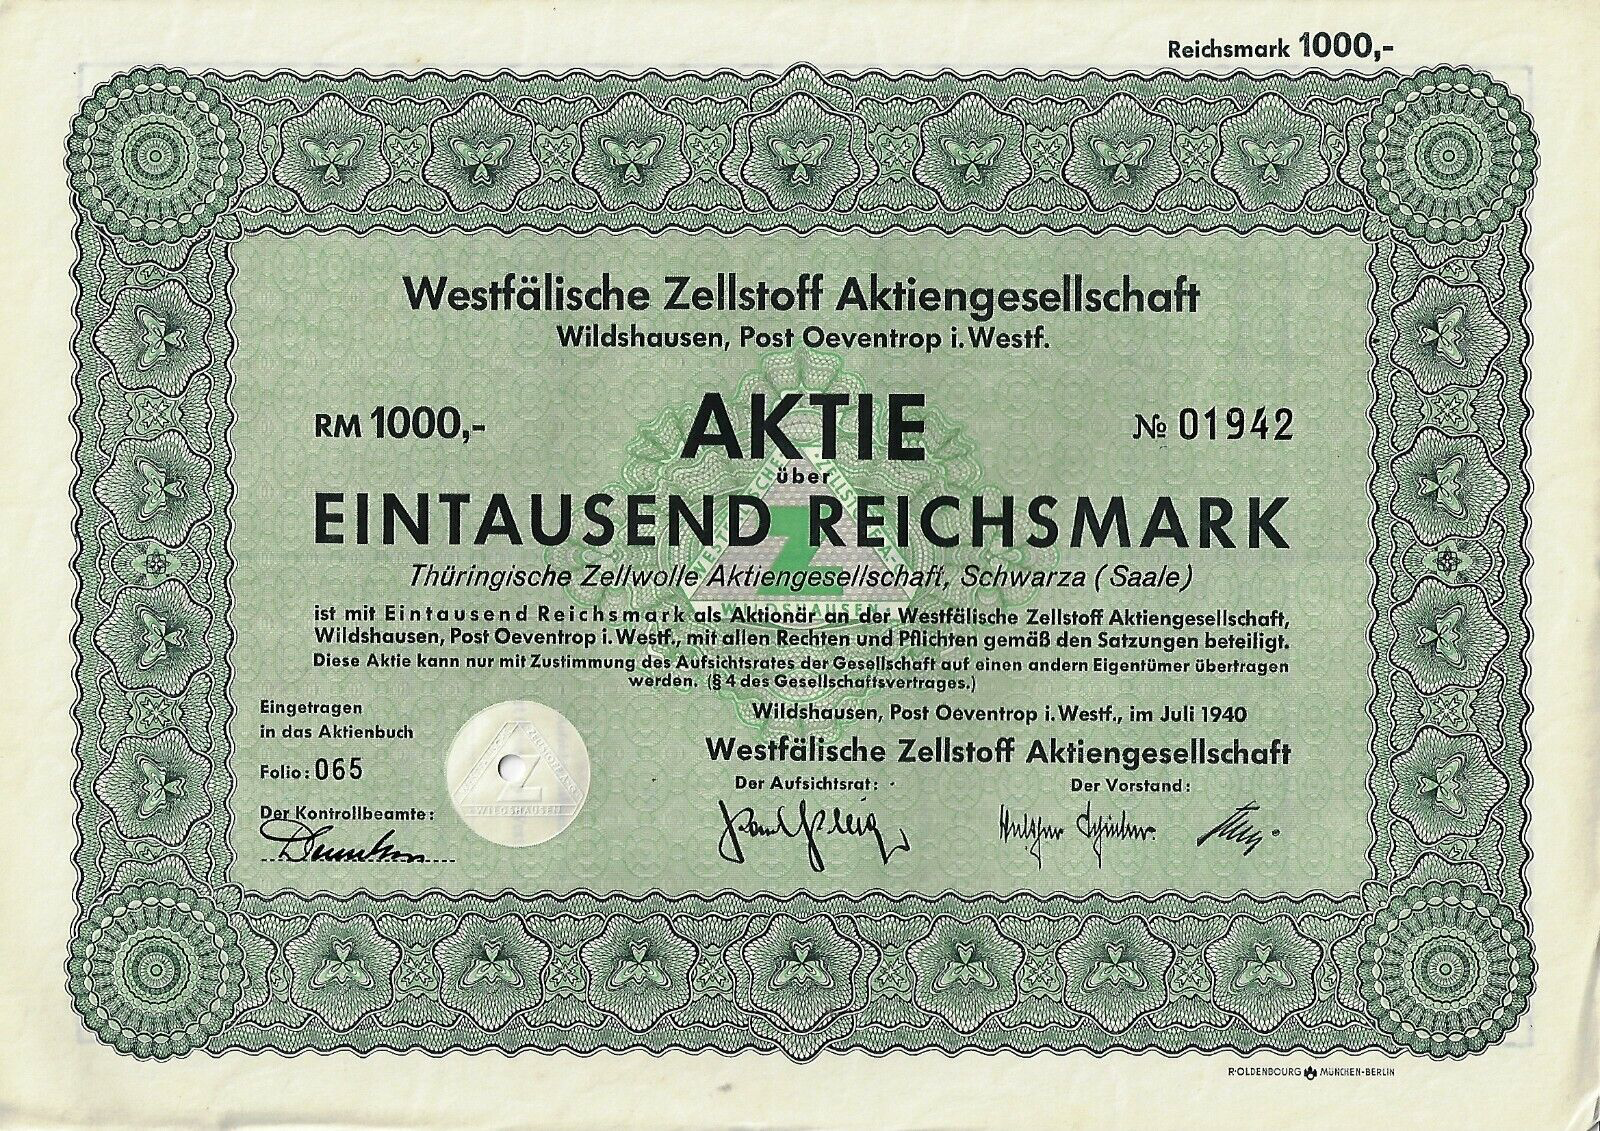 Reichsmark 1000,-
Westfälische Zellstoff Aktiengesellschaft
Wildshausen, Post Oeventrop i. Westf.
RM 1000,-
AKTIE
№ 01942
über
EINTAUSEND REICHSMARK
Thüringische Zellwolle Aktiengesellschaft, Schwarza (Saale)
ist mit Eintausend Reichsmark als Aktionär an der Westfälische Zellstoff Aktiengesellschaft,
Wildshausen, Post Oeventrop i. Westf., mit allen Rechten und Pflichten gemäß den Satzungen beteiligt.
Diese Aktie kann nur mit Zustimmung des Aufsichtsrates der Gesellschaft auf einen andern Eigentümer übertragen
werden. (§ 4 des Gesellschaftsvertrages.)
Eingetragen
in das Aktienbuch
Folio: 065
Der Kontrollbeamte:
Wildshausen, Post Oeventrop i. Westf., im Juli 1940
Westfälische Zellstoff Aktiengesellschaft
Der Aufsichtsrat:
Der Vorstand:
Z
WILDSHAUSEN
Z
WILDSHAUSEN
R·OLDENBOURG MÜNCHEN-BERLIN